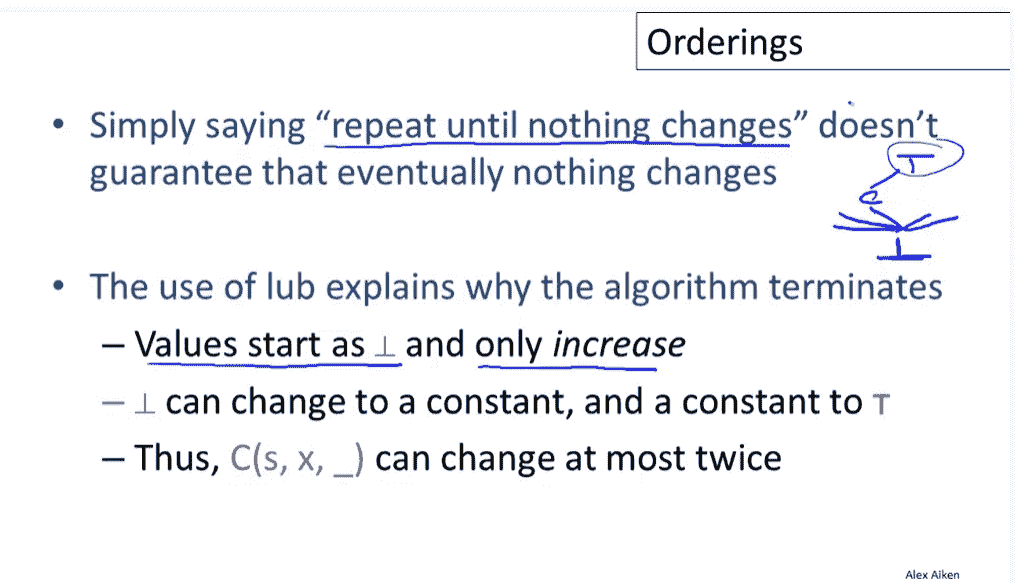 Orderings
• Simply saying “repeat until nothing changes” doesn’t
guarantee that eventually nothing changes
• The use of lub explains why the algorithm terminates
– Values start as ⊥ and only increase
– ⊥ can change to a constant, and a constant to ⊤
– Thus, C(s, x, _) can change at most twice
⊤
c
⊥
Alex Aiken